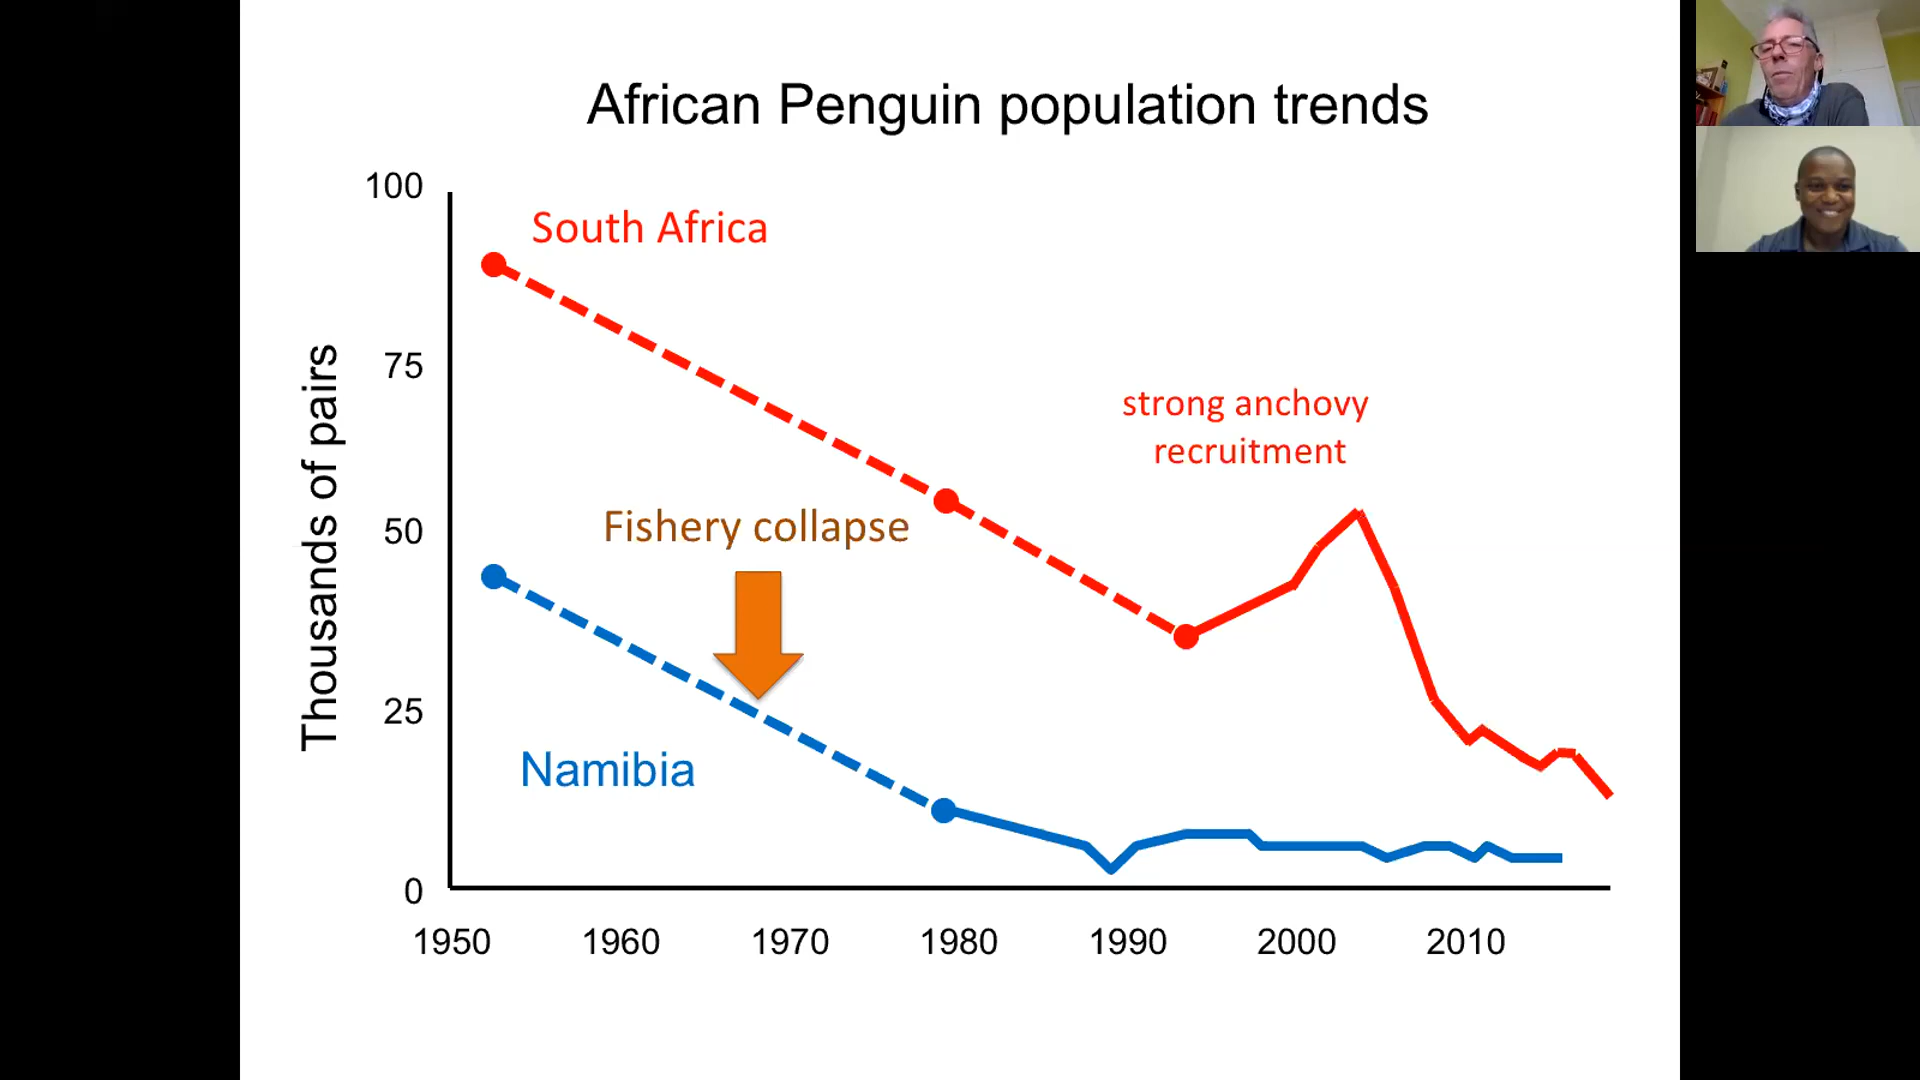 African Penguin population trends
100
75
50
25
0
Thousands of pairs
South Africa
strong anchovy
recruitment
Fishery collapse
Namibia
1950 1960 1970 1980 1990 2000 2010